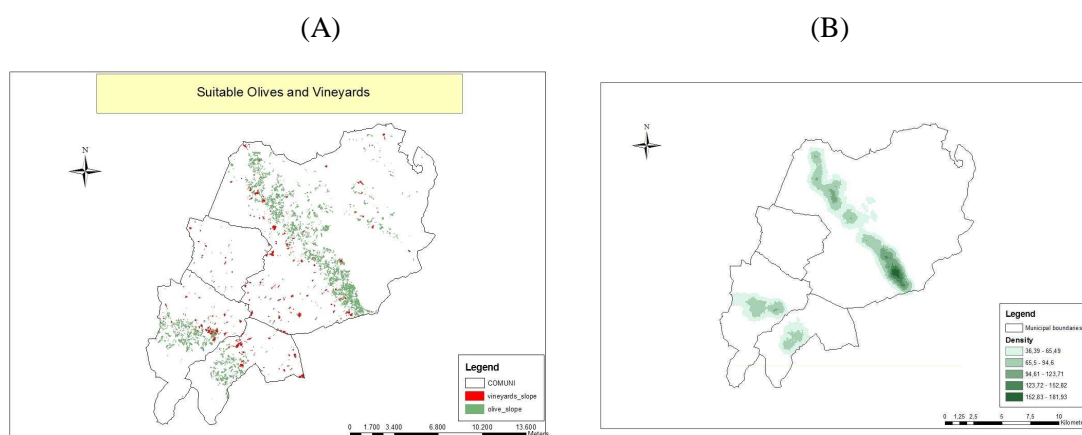 (A)
(B)
Suitable Olives and Vineyards
N
Legend
COMUNI
vineyards_slope
olive_slope
0 1.700 3.400 6.800 10.200 13.600
Meters
N
Legend
Municipal boundaries
Density
36,39 - 65,49
65,5 - 94,6
94,61 - 123,71
123,72 - 152,82
152,83 - 181,93
0 1,25 2,5 5 7,5 10
Kilometers